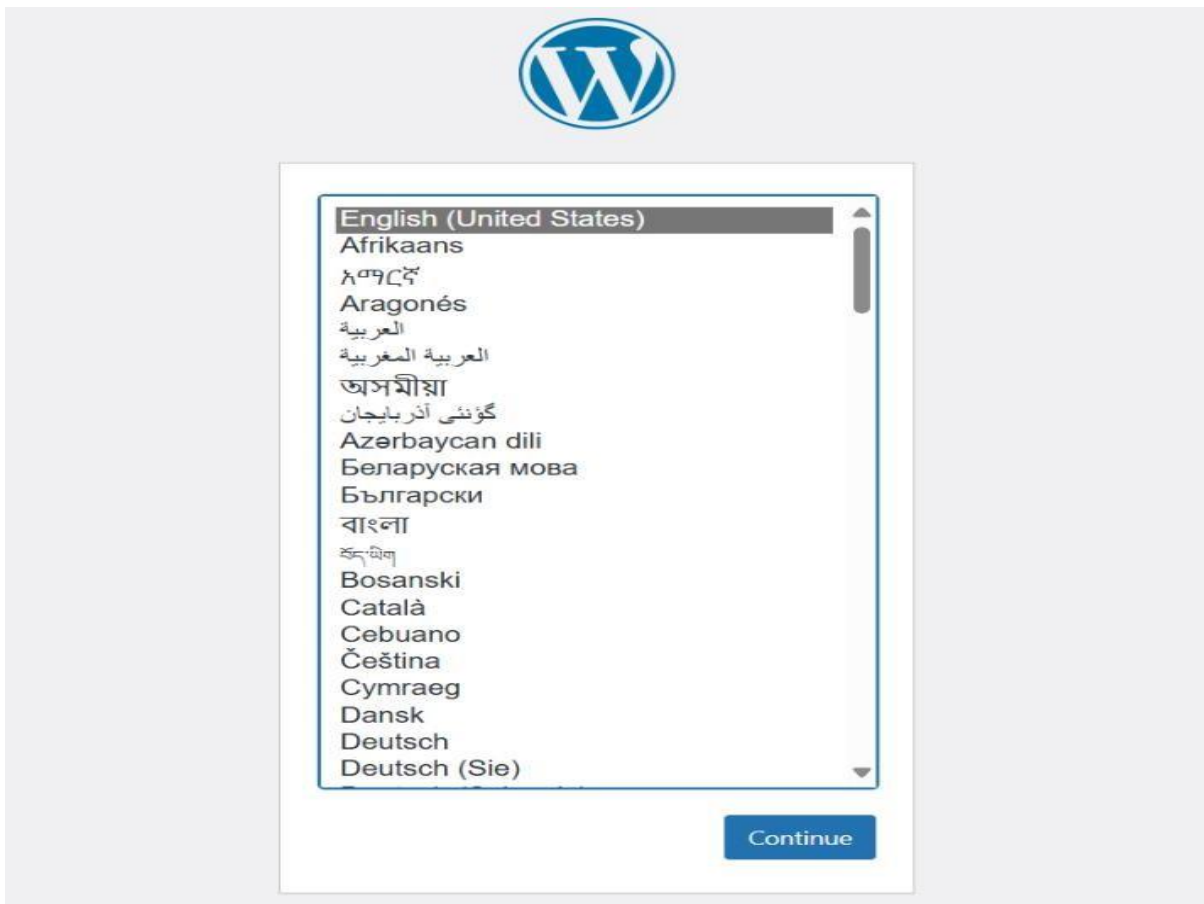 English (United States)
Afrikaans
አማርኛ
Aragonés
العربية
العربية المغربية
অসমীয়া
گؤنئی آذربایجان
Azərbaycan dili
Беларуская мова
Български
বাংলা
བོད་ཡིག
Bosanski
Català
Cebuano
Čeština
Cymraeg
Dansk
Deutsch
Deutsch (Sie)
Continue